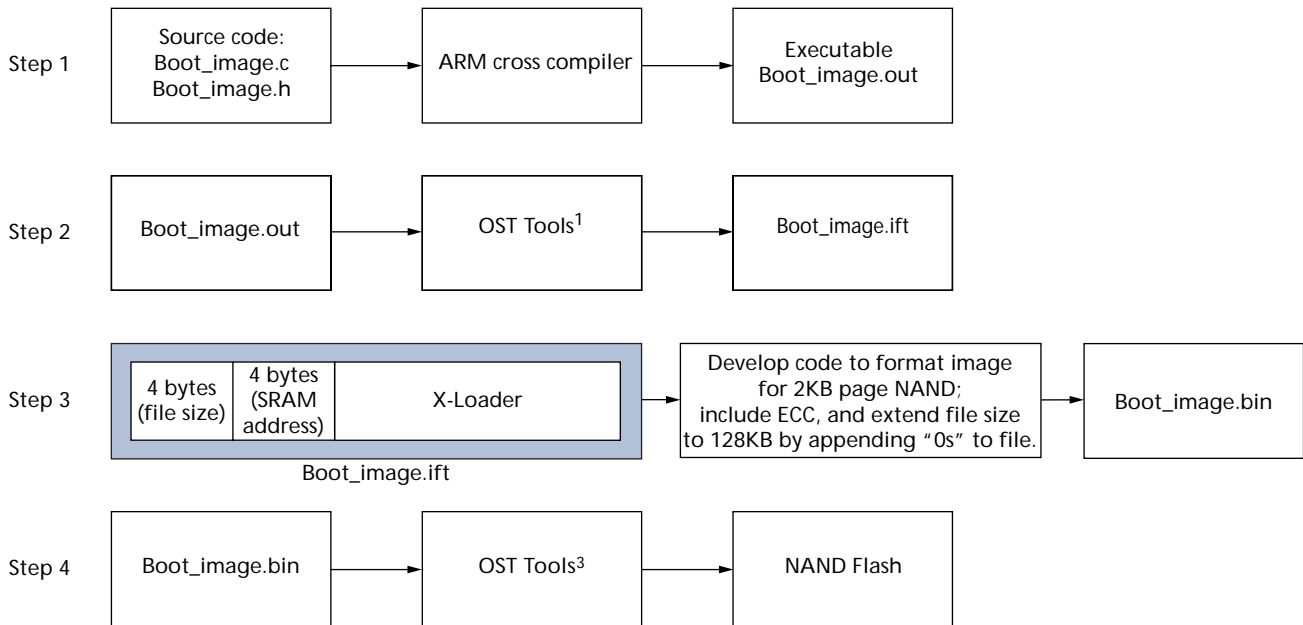 Step 1
Source code:
Boot_image.c
Boot_image.h
ARM cross compiler
Executable
Boot_image.out
Step 2
Boot_image.out
OST Tools¹
Boot_image.ift
Step 3
4 bytes
(file size)
4 bytes
(SRAM
address)
X-Loader
Boot_image.ift
Develop code to format image
for 2KB page NAND;
include ECC, and extend file size
to 128KB by appending “0s” to file.
Boot_image.bin
Step 4
Boot_image.bin
OST Tools³
NAND Flash